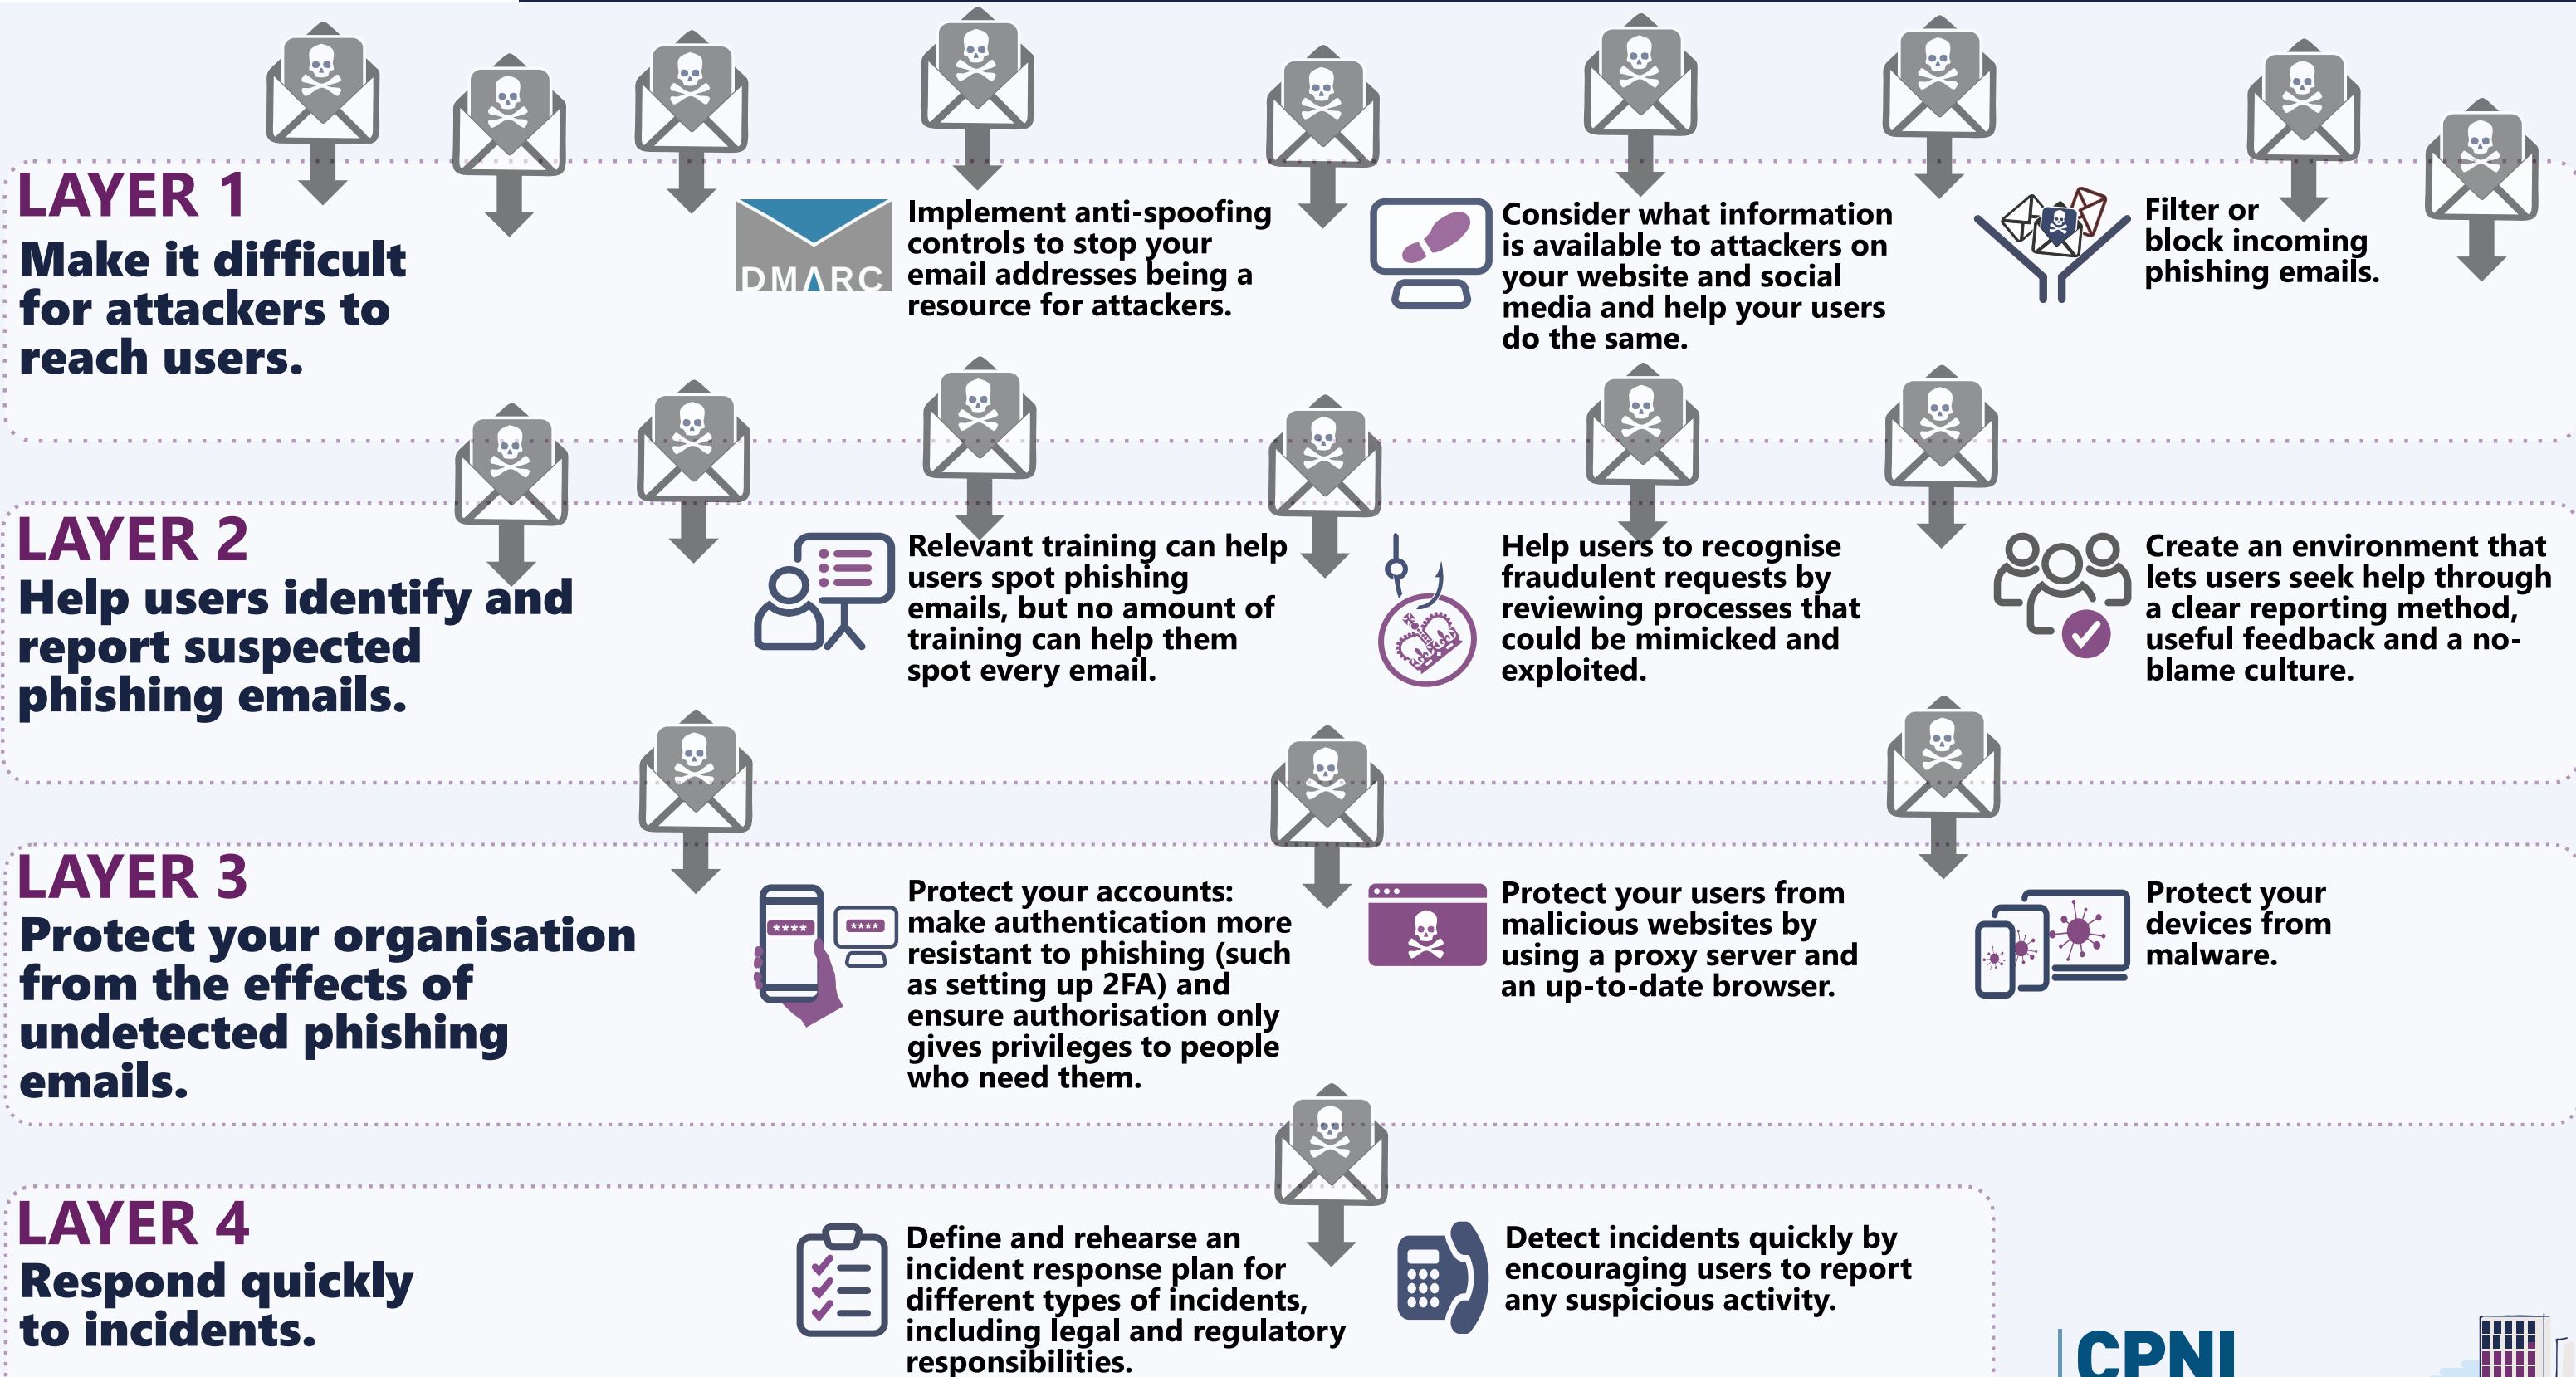 LAYER 1
Make it difficult
for attackers to
reach users.
DMARC
Implement anti-spoofing
controls to stop your
email addresses being a
resource for attackers.
Consider what information
is available to attackers on
your website and social
media and help your users
do the same.
Filter or
block incoming
phishing emails.
LAYER 2
Help users identify and
report suspected
phishing emails.
Relevant training can help
users spot phishing
emails, but no amount of
training can help them
spot every email.
Help users to recognise
fraudulent requests by
reviewing processes that
could be mimicked and
exploited.
Create an environment that
lets users seek help through
a clear reporting method,
useful feedback and a no-
blame culture.
LAYER 3
Protect your organisation
from the effects of
undetected phishing
emails.
****
****
Protect your accounts:
make authentication more
resistant to phishing (such
as setting up 2FA) and
ensure authorisation only
gives privileges to people
who need them.
Protect your users from
malicious websites by
using a proxy server and
an up-to-date browser.
Protect your
devices from
malware.
LAYER 4
Respond quickly
to incidents.
Define and rehearse an
incident response plan for
different types of incidents,
including legal and regulatory
responsibilities.
Detect incidents quickly by
encouraging users to report
any suspicious activity.
CPNI